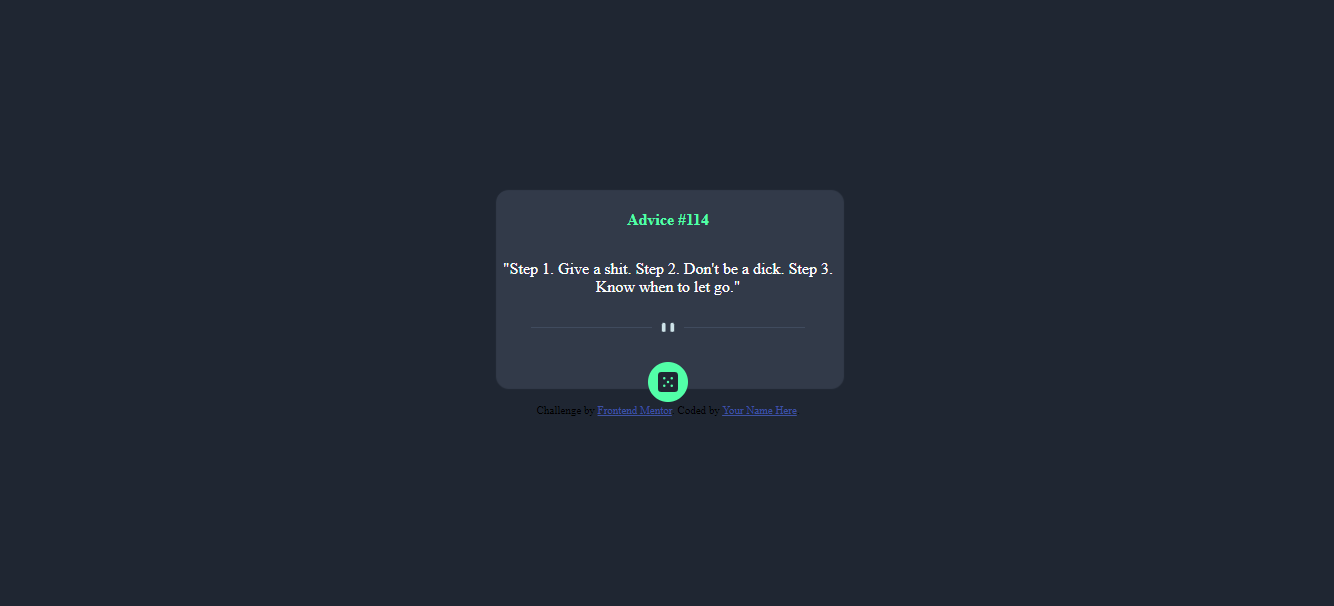 Advice #114
"Step 1. Give a shit. Step 2. Don't be a dick. Step 3.
Know when to let go."
Challenge by Frontend Mentor. Coded by Your Name Here